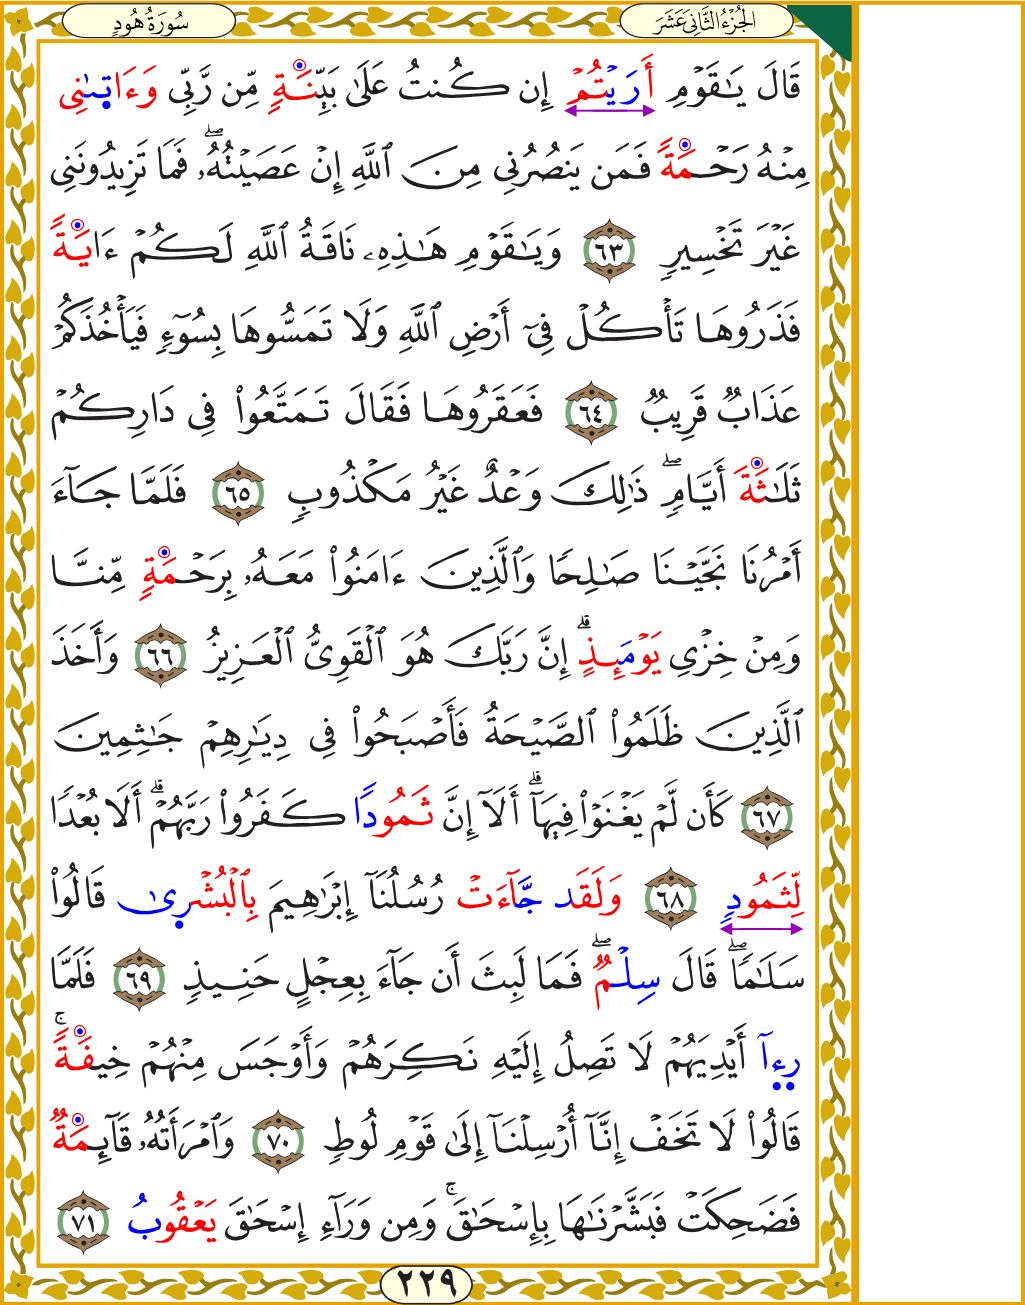 الجُزْءُ الثَّانِيَ عَشَرَ
سُورَةُ هُودٍ
قَالَ يَـٰقَوْمِ أَرَيْتُمْ إِن كُنتُ عَلَىٰ بَيِّنَةٍ مِّن رَّبِّى وَءَاتىٰنِى
مِنْهُ رَحْمَةً فَمَن يَنصُرُنِى مِنَ ٱللَّهِ إِنْ عَصَيْتُهُۥ ۖ فَمَا تَزِيدُونَنِى
غَيْرَ تَخْسِيرٍ ٦٣ وَيَـٰقَوْمِ هَـٰذِهِۦ نَاقَةُ ٱللَّهِ لَكُمْ ءَايَةً
فَذَرُوهَا تَأْكُلْ فِىٓ أَرْضِ ٱللَّهِ وَلَا تَمَسُّوهَا بِسُوٓءٍ فَيَأْخُذَكُمْ
عَذَابٌ قَرِيبٌ ٦٤ فَعَقَرُوهَا فَقَالَ تَمَتَّعُوا۟ فِى دَارِكُمْ
ثَلَـٰثَةَ أَيَّامٍ ۖ ذَٰلِكَ وَعْدٌ غَيْرُ مَكْذُوبٍ ٦٥ فَلَمَّا جَآءَ
أَمْرُنَا نَجَّيْنَا صَـٰلِحًا وَٱلَّذِينَ ءَامَنُوا۟ مَعَهُۥ بِرَحْمَةٍ مِّنَّا
وَمِنْ خِزْىِ يَوْمَئِذٍ ۗ إِنَّ رَبَّكَ هُوَ ٱلْقَوِىُّ ٱلْعَزِيزُ ٦٦ وَأَخَذَ
ٱلَّذِينَ ظَلَمُوا۟ ٱلصَّيْحَةُ فَأَصْبَحُوا۟ فِى دِيَـٰرِهِمْ جَـٰثِمِينَ
٦٧ كَأَن لَّمْ يَغْنَوْا۟ فِيهَآ ۗ أَلَآ إِنَّ ثَمُودًا كَفَرُوا۟ رَبَّهُمْ ۗ أَلَا بُعْدًا
لِّثَمُودٍ ٦٨ وَلَقَد جَّآءَتْ رُسُلُنَآ إِبْرَٰهِيمَ بِٱلْبُشْرىٰ قَالُوا۟
سَلَـٰمًا ۖ قَالَ سِلْمٌ ۖ فَمَا لَبِثَ أَن جَآءَ بِعِجْلٍ حَنِيذٍ ٦٩ فَلَمَّا
رِءآ أَيْدِيَهُمْ لَا تَصِلُ إِلَيْهِ نَكِرَهُمْ وَأَوْجَسَ مِنْهُمْ خِيفَةً ۚ
قَالُوا۟ لَا تَخَفْ إِنَّآ أُرْسِلْنَآ إِلَىٰ قَوْمِ لُوطٍ ٧٠ وَٱمْرَأَتُهُۥ قَآئِمَةٌ
فَضَحِكَتْ فَبَشَّرْنَـٰهَا بِإِسْحَـٰقَ ۚ وَمِن وَرَآءِ إِسْحَـٰقَ يَعْقُوبُ ٧١
٢٢٩